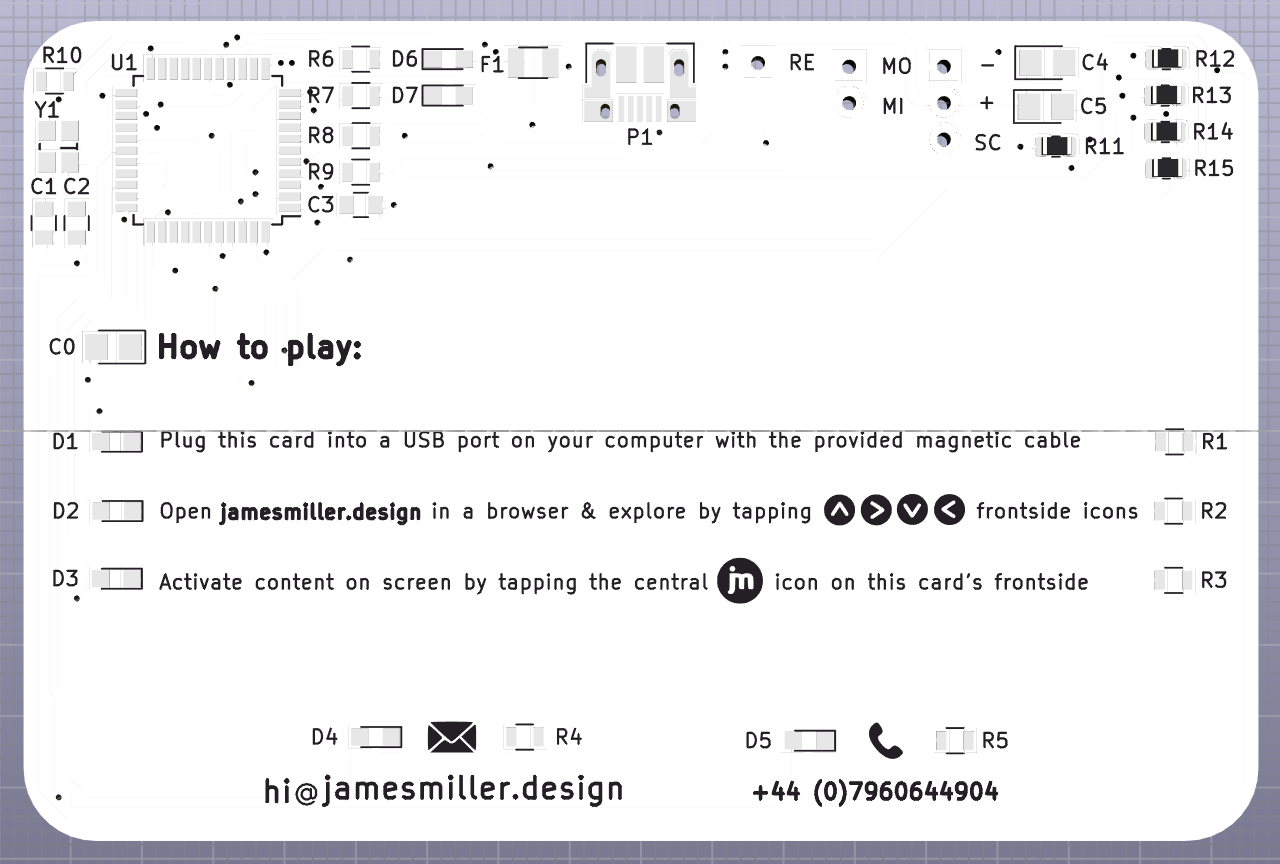 R10 U1 R6 D6 F1 RE MO − C4 R12
Y1 R7 D7 MI + C5 R13
R8 P1 SC R11 R14
C1 C2 R9 R15
C3
C0 How to play:
D1 Plug this card into a USB port on your computer with the provided magnetic cable R1
D2 Open jamesmiller.design in a browser & explore by tapping frontside icons R2
D3 Activate content on screen by tapping the central jm icon on this card's frontside R3
D4 R4 D5 R5
hi@jamesmiller.design +44 (0)7960644904